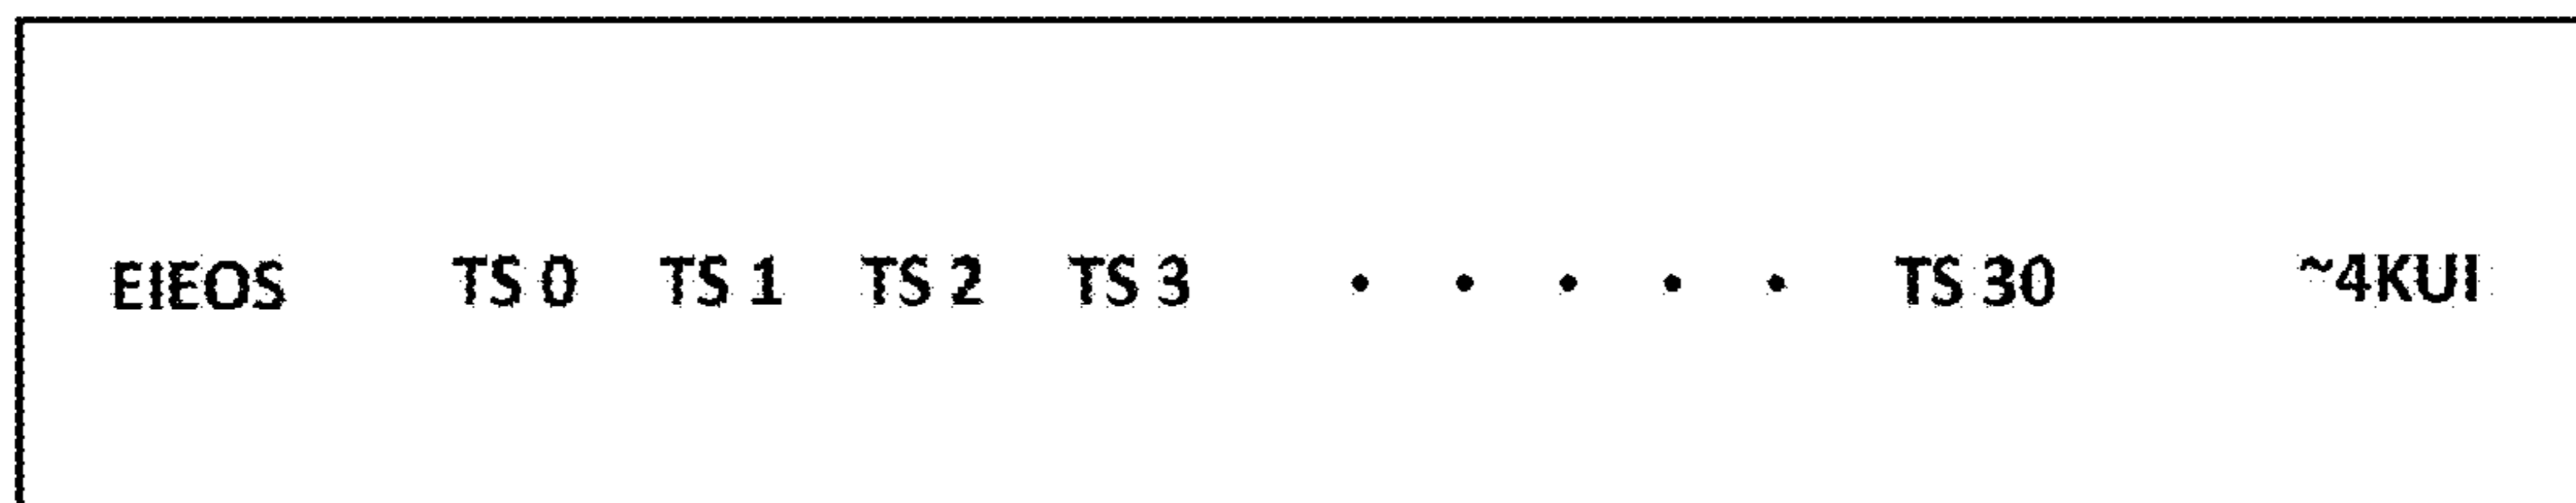 EIEOS TS 0 TS 1 TS 2 TS 3 • • • • • TS 30 ~4KUI